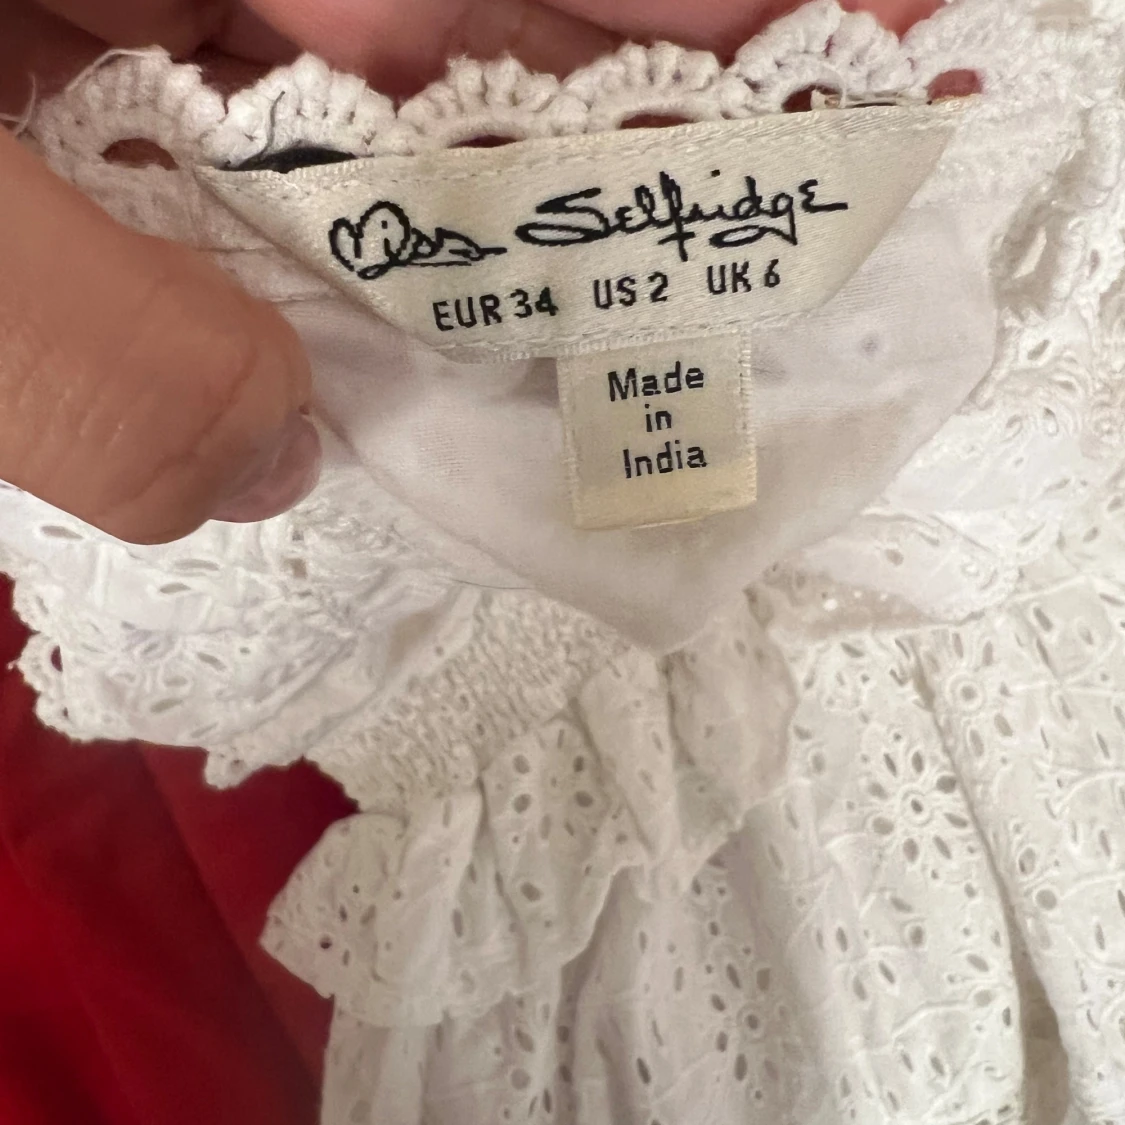 Miss Selfridge
EUR 34 US 2 UK 6
Made
in
India